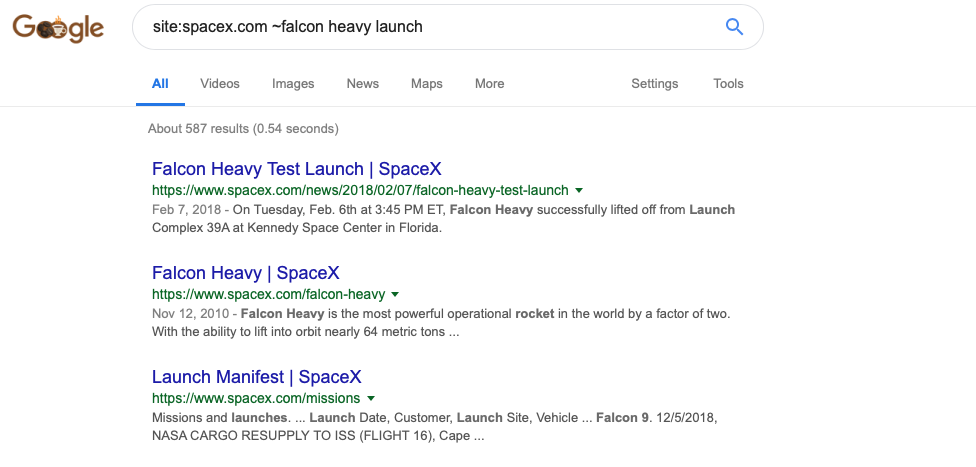 Google
site:spacex.com ~falcon heavy launch
All Videos Images News Maps More Settings Tools
About 587 results (0.54 seconds)
Falcon Heavy Test Launch | SpaceX
https://www.spacex.com/news/2018/02/07/falcon-heavy-test-launch
Feb 7, 2018 - On Tuesday, Feb. 6th at 3:45 PM ET, Falcon Heavy successfully lifted off from Launch
Complex 39A at Kennedy Space Center in Florida.
Falcon Heavy | SpaceX
https://www.spacex.com/falcon-heavy
Nov 12, 2010 - Falcon Heavy is the most powerful operational rocket in the world by a factor of two.
With the ability to lift into orbit nearly 64 metric tons ...
Launch Manifest | SpaceX
https://www.spacex.com/missions
Missions and launches. ... Launch Date, Customer, Launch Site, Vehicle ... Falcon 9. 12/5/2018,
NASA CARGO RESUPPLY TO ISS (FLIGHT 16), Cape ...